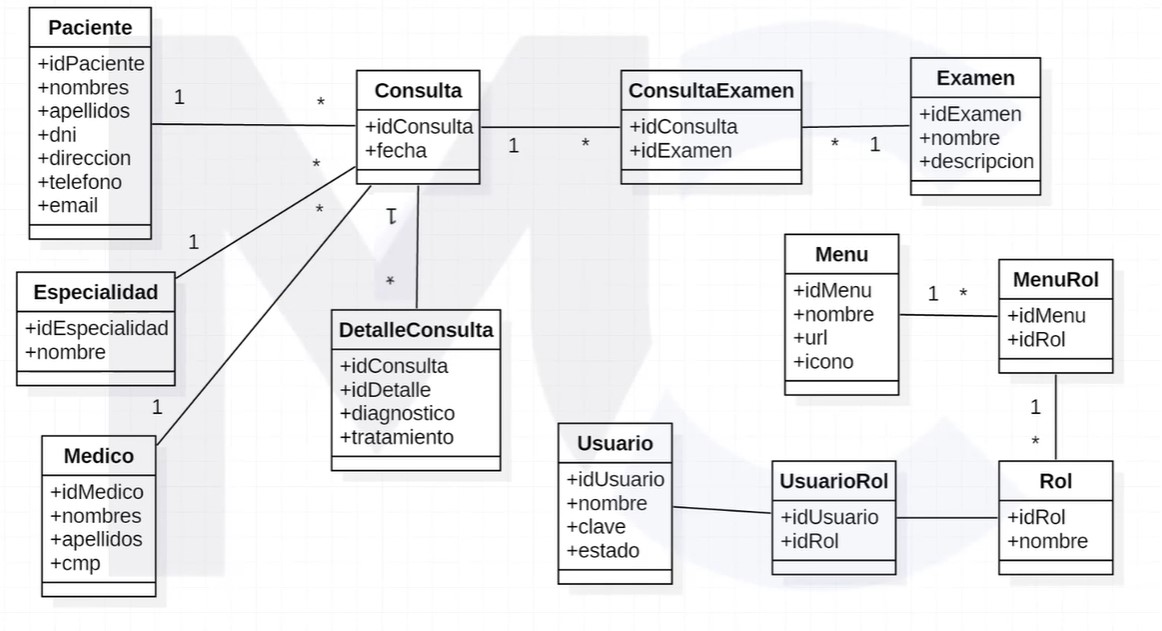 Paciente
+idPaciente
+nombres
+apellidos
+dni
+direccion
+telefono
+email
1
*
Consulta
+idConsulta
+fecha
1
*
ConsultaExamen
+idConsulta
+idExamen
*
1
Examen
+idExamen
+nombre
+descripcion
*
1
Especialidad
+idEspecialidad
+nombre
*
1
Medico
+idMedico
+nombres
+apellidos
+cmp
1
*
DetalleConsulta
+idConsulta
+idDetalle
+diagnostico
+tratamiento
Menu
+idMenu
+nombre
+url
+icono
1
*
MenuRol
+idMenu
+idRol
1
*
Usuario
+idUsuario
+nombre
+clave
+estado
UsuarioRol
+idUsuario
+idRol
Rol
+idRol
+nombre
MC